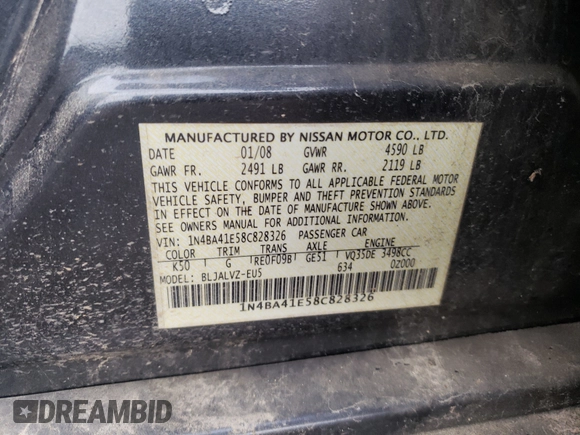 MANUFACTURED BY NISSAN MOTOR CO., LTD.
DATE 01/08 GVWR 4590 LB
GAWR FR. 2491 LB GAWR RR. 2119 LB
THIS VEHICLE CONFORMS TO ALL APPLICABLE FEDERAL MOTOR
VEHICLE SAFETY, BUMPER AND THEFT PREVENTION STANDARDS
IN EFFECT ON THE DATE OF MANUFACTURE SHOWN ABOVE.
SEE OWNERS MANUAL FOR ADDITIONAL INFORMATION.
VIN: 1N4BA41E58C828326 PASSENGER CAR
COLOR TRIM TRANS AXLE ENGINE
K50 G RE0F09B GE51 VQ35DE 3498CC
MODEL: BLJALVZ-EU5 634 02000
1N4BA41E58C828326
DREAMBID